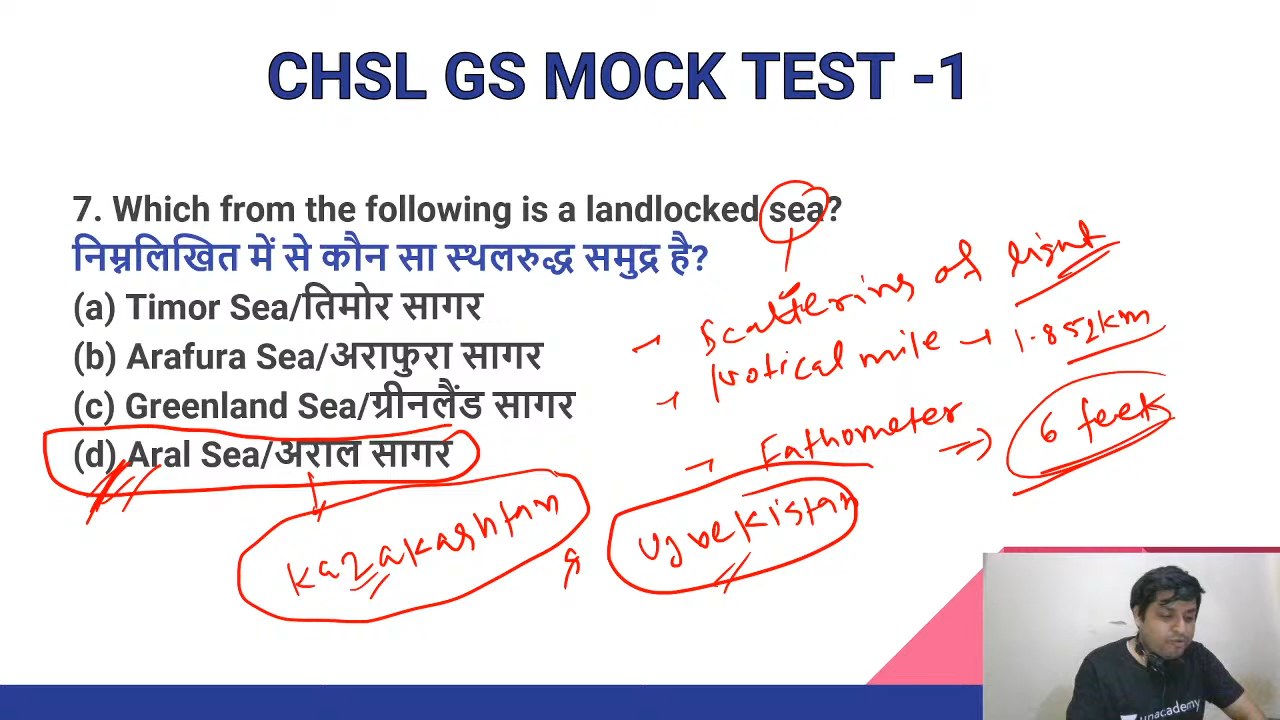 CHSL GS MOCK TEST -1
7. Which from the following is a landlocked sea?
निम्नलिखित में से कौन सा स्थलरुद्ध समुद्र है?
(a) Timor Sea/तिमोर सागर
(b) Arafura Sea/अराफुरा सागर
(c) Greenland Sea/ग्रीनलैंड सागर
(d) Aral Sea/अराल सागर
→ Scattering of light
→ Notical mile → 1.852km
→ Fathometer ⇒ 6 feet
Kazakashtan
Uzbekistan
unacademy